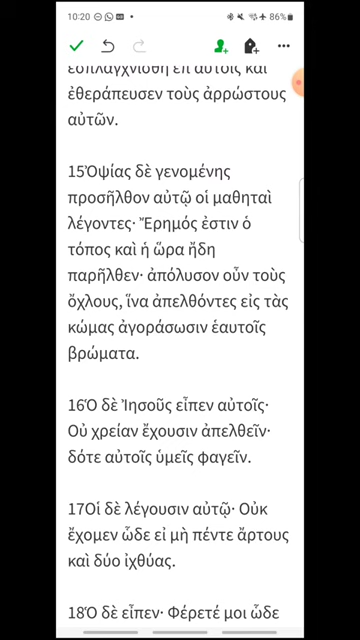 10:20
86%
ἐσπλαγχνίσθη ἐπ' αὐτοῖς καὶ
ἐθεράπευσεν τοὺς ἀρρώστους
αὐτῶν.
15Ὀψίας δὲ γενομένης
προσῆλθον αὐτῷ οἱ μαθηταὶ
λέγοντες· Ἔρημός ἐστιν ὁ
τόπος καὶ ἡ ὥρα ἤδη
παρῆλθεν· ἀπόλυσον οὖν τοὺς
ὄχλους, ἵνα ἀπελθόντες εἰς τὰς
κώμας ἀγοράσωσιν ἑαυτοῖς
βρώματα.
16Ὁ δὲ Ἰησοῦς εἶπεν αὐτοῖς·
Οὐ χρείαν ἔχουσιν ἀπελθεῖν·
δότε αὐτοῖς ὑμεῖς φαγεῖν.
17Οἱ δὲ λέγουσιν αὐτῷ· Οὐκ
ἔχομεν ὧδε εἰ μὴ πέντε ἄρτους
καὶ δύο ἰχθύας.
18Ὁ δὲ εἶπεν· Φέρετέ μοι ὧδε